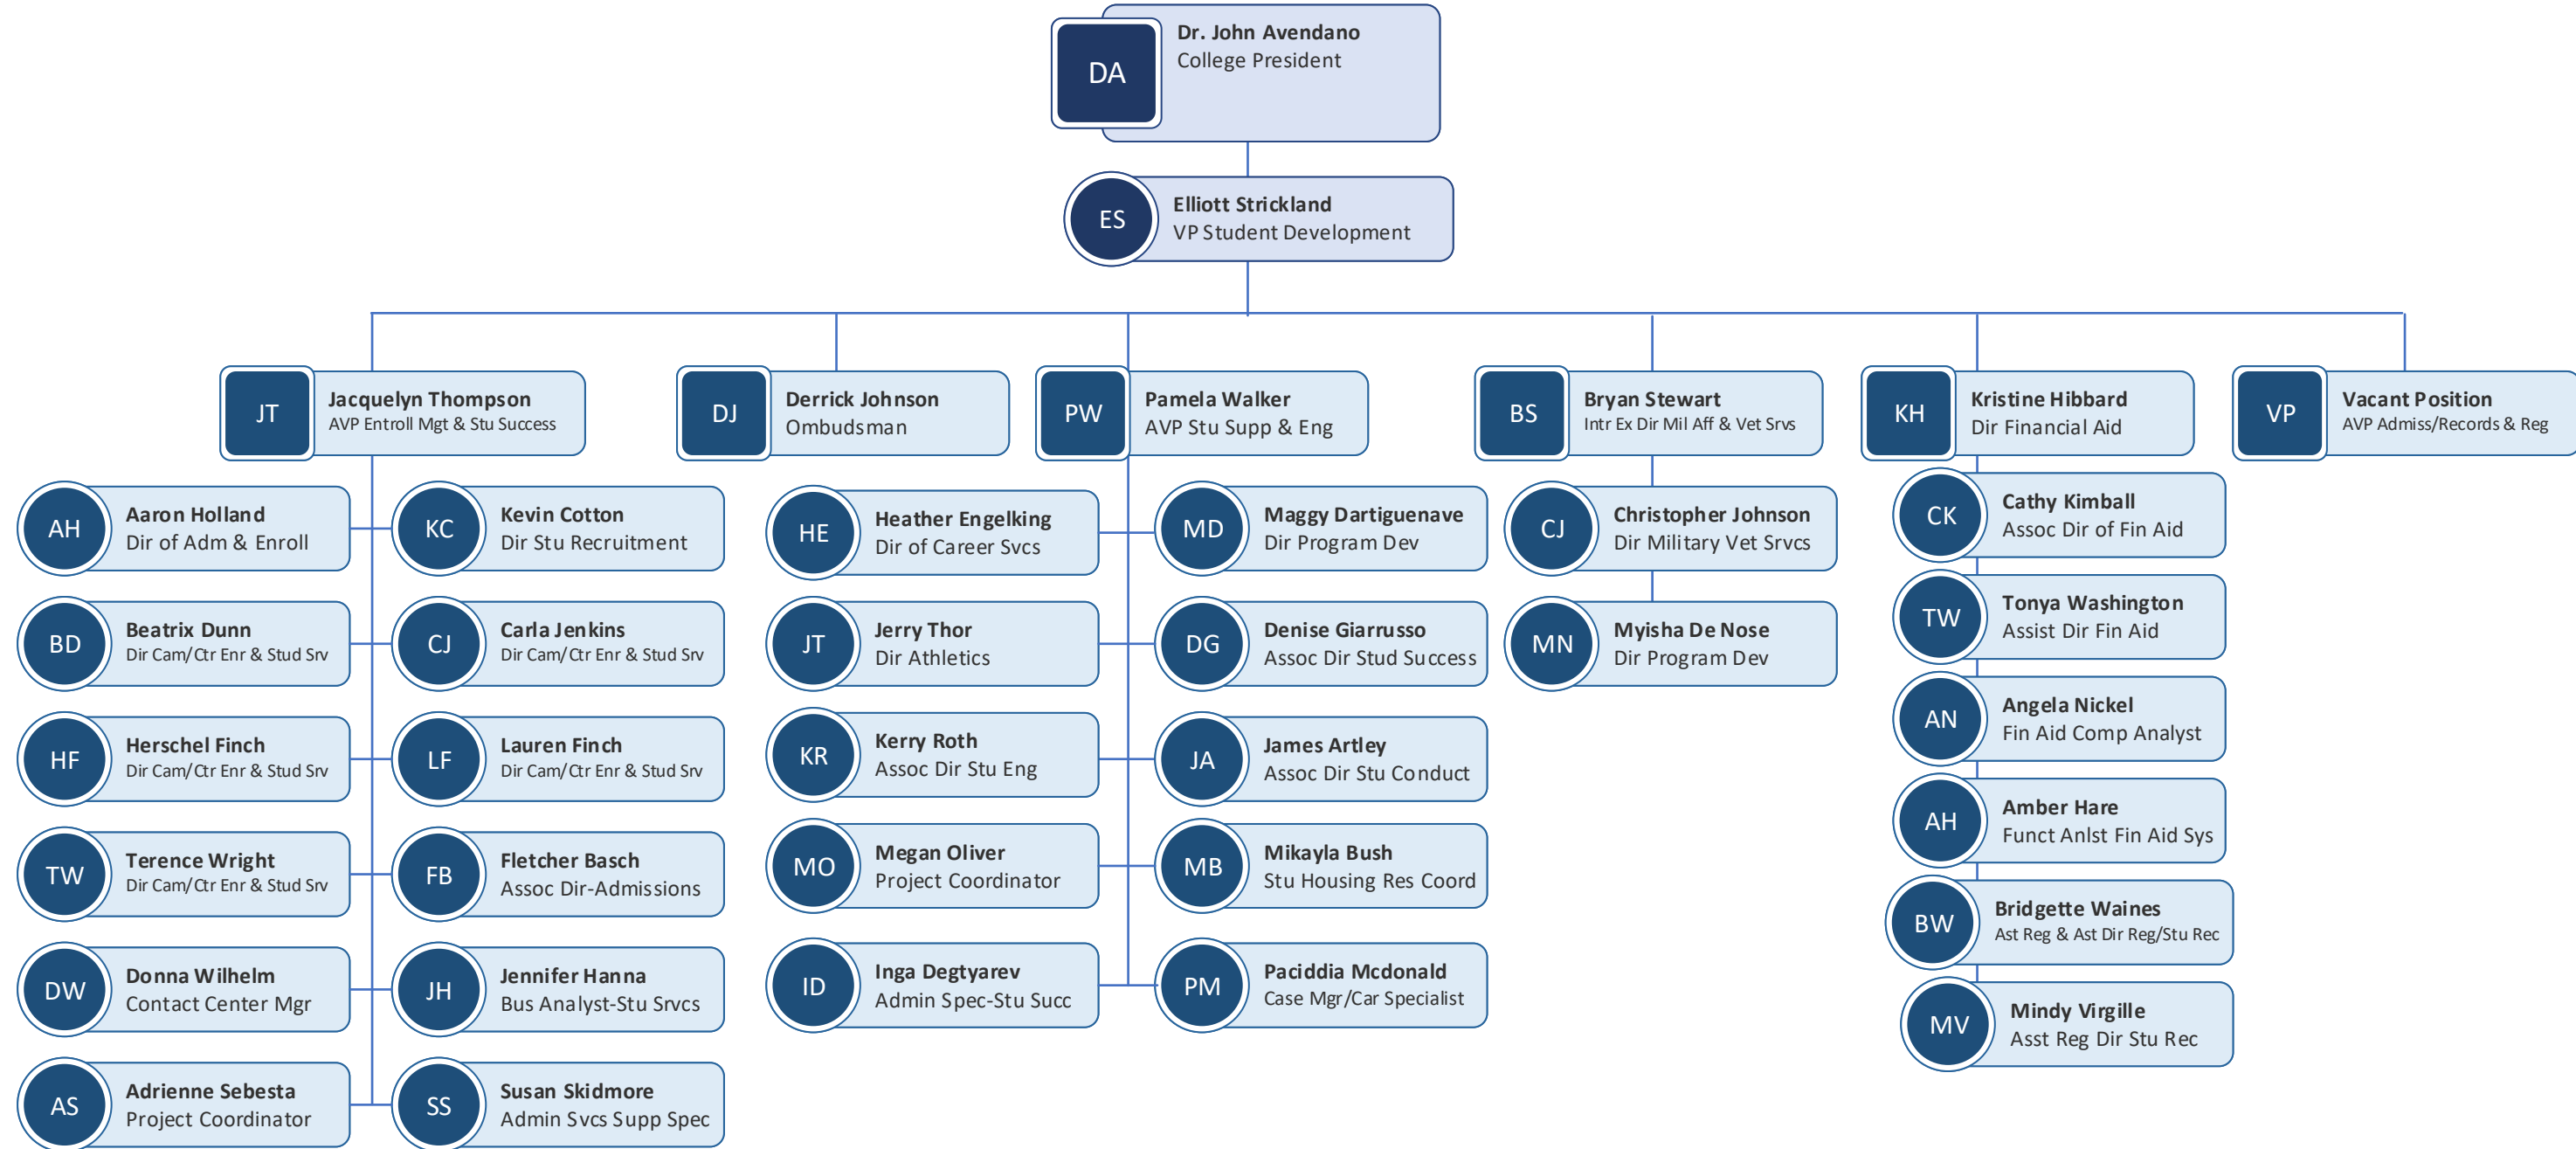 DA
Dr. John Avendano
College President
ES
Elliott Strickland
VP Student Development
JT
Jacquelyn Thompson
AVP Entroll Mgt & Stu Success
DJ
Derrick Johnson
Ombudsman
PW
Pamela Walker
AVP Stu Supp & Eng
BS
Bryan Stewart
Intr Ex Dir Mil Aff & Vet Srvs
KH
Kristine Hibbard
Dir Financial Aid
VP
Vacant Position
AVP Admiss/Records & Reg
AH
Aaron Holland
Dir of Adm & Enroll
KC
Kevin Cotton
Dir Stu Recruitment
BD
Beatrix Dunn
Dir Cam/Ctr Enr & Stud Srv
CJ
Carla Jenkins
Dir Cam/Ctr Enr & Stud Srv
HF
Herschel Finch
Dir Cam/Ctr Enr & Stud Srv
LF
Lauren Finch
Dir Cam/Ctr Enr & Stud Srv
TW
Terence Wright
Dir Cam/Ctr Enr & Stud Srv
FB
Fletcher Basch
Assoc Dir-Admissions
DW
Donna Wilhelm
Contact Center Mgr
JH
Jennifer Hanna
Bus Analyst-Stu Srvcs
AS
Adrienne Sebesta
Project Coordinator
SS
Susan Skidmore
Admin Svcs Supp Spec
HE
Heather Engelking
Dir of Career Svcs
MD
Maggy Dartiguenave
Dir Program Dev
JT
Jerry Thor
Dir Athletics
DG
Denise Giarrusso
Assoc Dir Stud Success
KR
Kerry Roth
Assoc Dir Stu Eng
JA
James Artley
Assoc Dir Stu Conduct
MO
Megan Oliver
Project Coordinator
MB
Mikayla Bush
Stu Housing Res Coord
ID
Inga Degtyarev
Admin Spec-Stu Succ
PM
Paciddia Mcdonald
Case Mgr/Car Specialist
CJ
Christopher Johnson
Dir Military Vet Srvcs
MN
Myisha De Nose
Dir Program Dev
CK
Cathy Kimball
Assoc Dir of Fin Aid
TW
Tonya Washington
Assist Dir Fin Aid
AN
Angela Nickel
Fin Aid Comp Analyst
AH
Amber Hare
Funct Anlst Fin Aid Sys
BW
Bridgette Waines
Ast Reg & Ast Dir Reg/Stu Rec
MV
Mindy Virgille
Asst Reg Dir Stu Rec